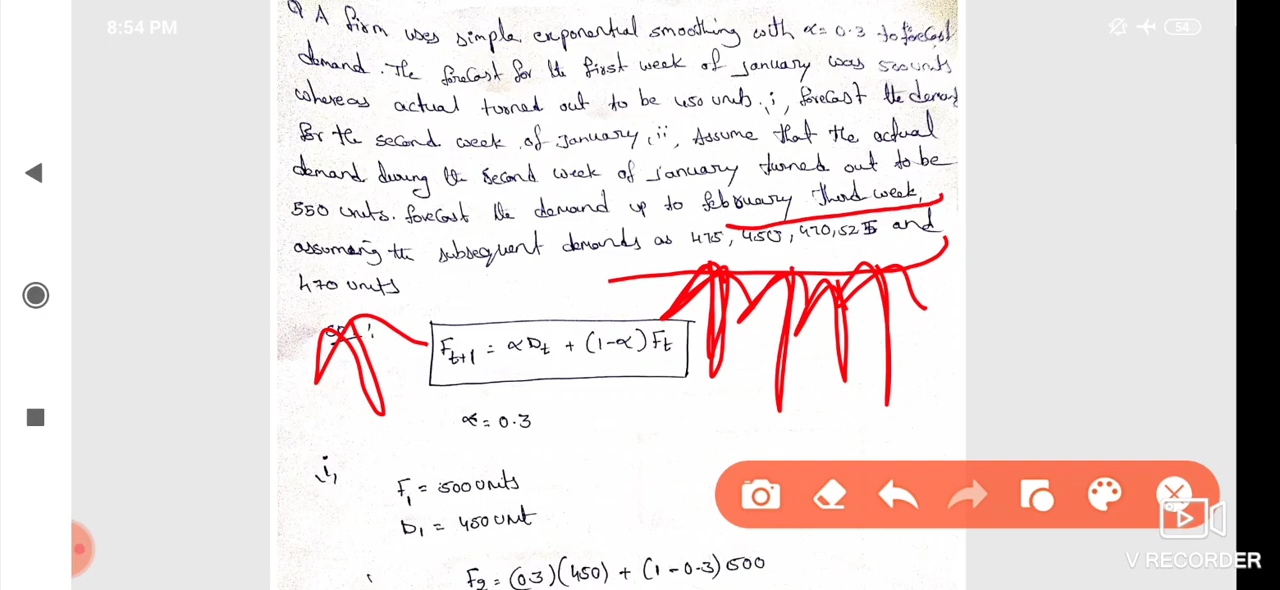 8:54 PM
54
Q A firm uses simple exponential smoothing with α = 0.3 to forecast
demand. The forecast for the first week of January was 500 units
whereas actual turned out to be 450 units. i, forecast the demand
for the second week of January, ii, Assume that the actual
demand during the second week of January turned out to be
550 units. forecast the demand up to february Third week,
assuming the subsequent demands as 475, 450, 470, 525 and
470 units
F t+1 = α Dt + (1-α) Ft
α = 0.3
i,
F1 = 500 units
D1 = 450 unit
F2 = (0.3)(450) + (1-0.3)500
V RECORDER